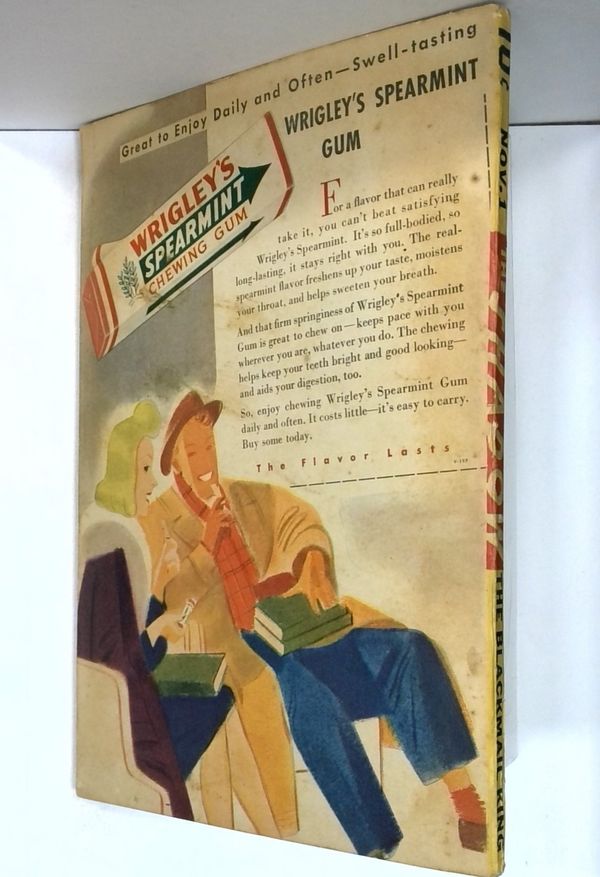 Great to Enjoy Daily and Often—Swell-tasting
WRIGLEY'S SPEARMINT
GUM
WRIGLEY'S
SPEARMINT
CHEWING GUM
For a flavor that can really
take it, you can't beat satisfying
Wrigley's Spearmint. It's so full-bodied, so
long-lasting, it stays right with you. The real-
spearmint flavor freshens up your taste, moistens
your throat, and helps sweeten your breath.
And that firm springiness of Wrigley's Spearmint
Gum is great to chew on—keeps pace with you
wherever you are, whatever you do. The chewing
helps keep your teeth bright and good looking—
and aids your digestion, too.
So, enjoy chewing Wrigley's Spearmint Gum
daily and often. It costs little—it's easy to carry.
Buy some today.
The Flavor Lasts
10c NOV. 1 THE SHADOW THE BLACKMAIL KING